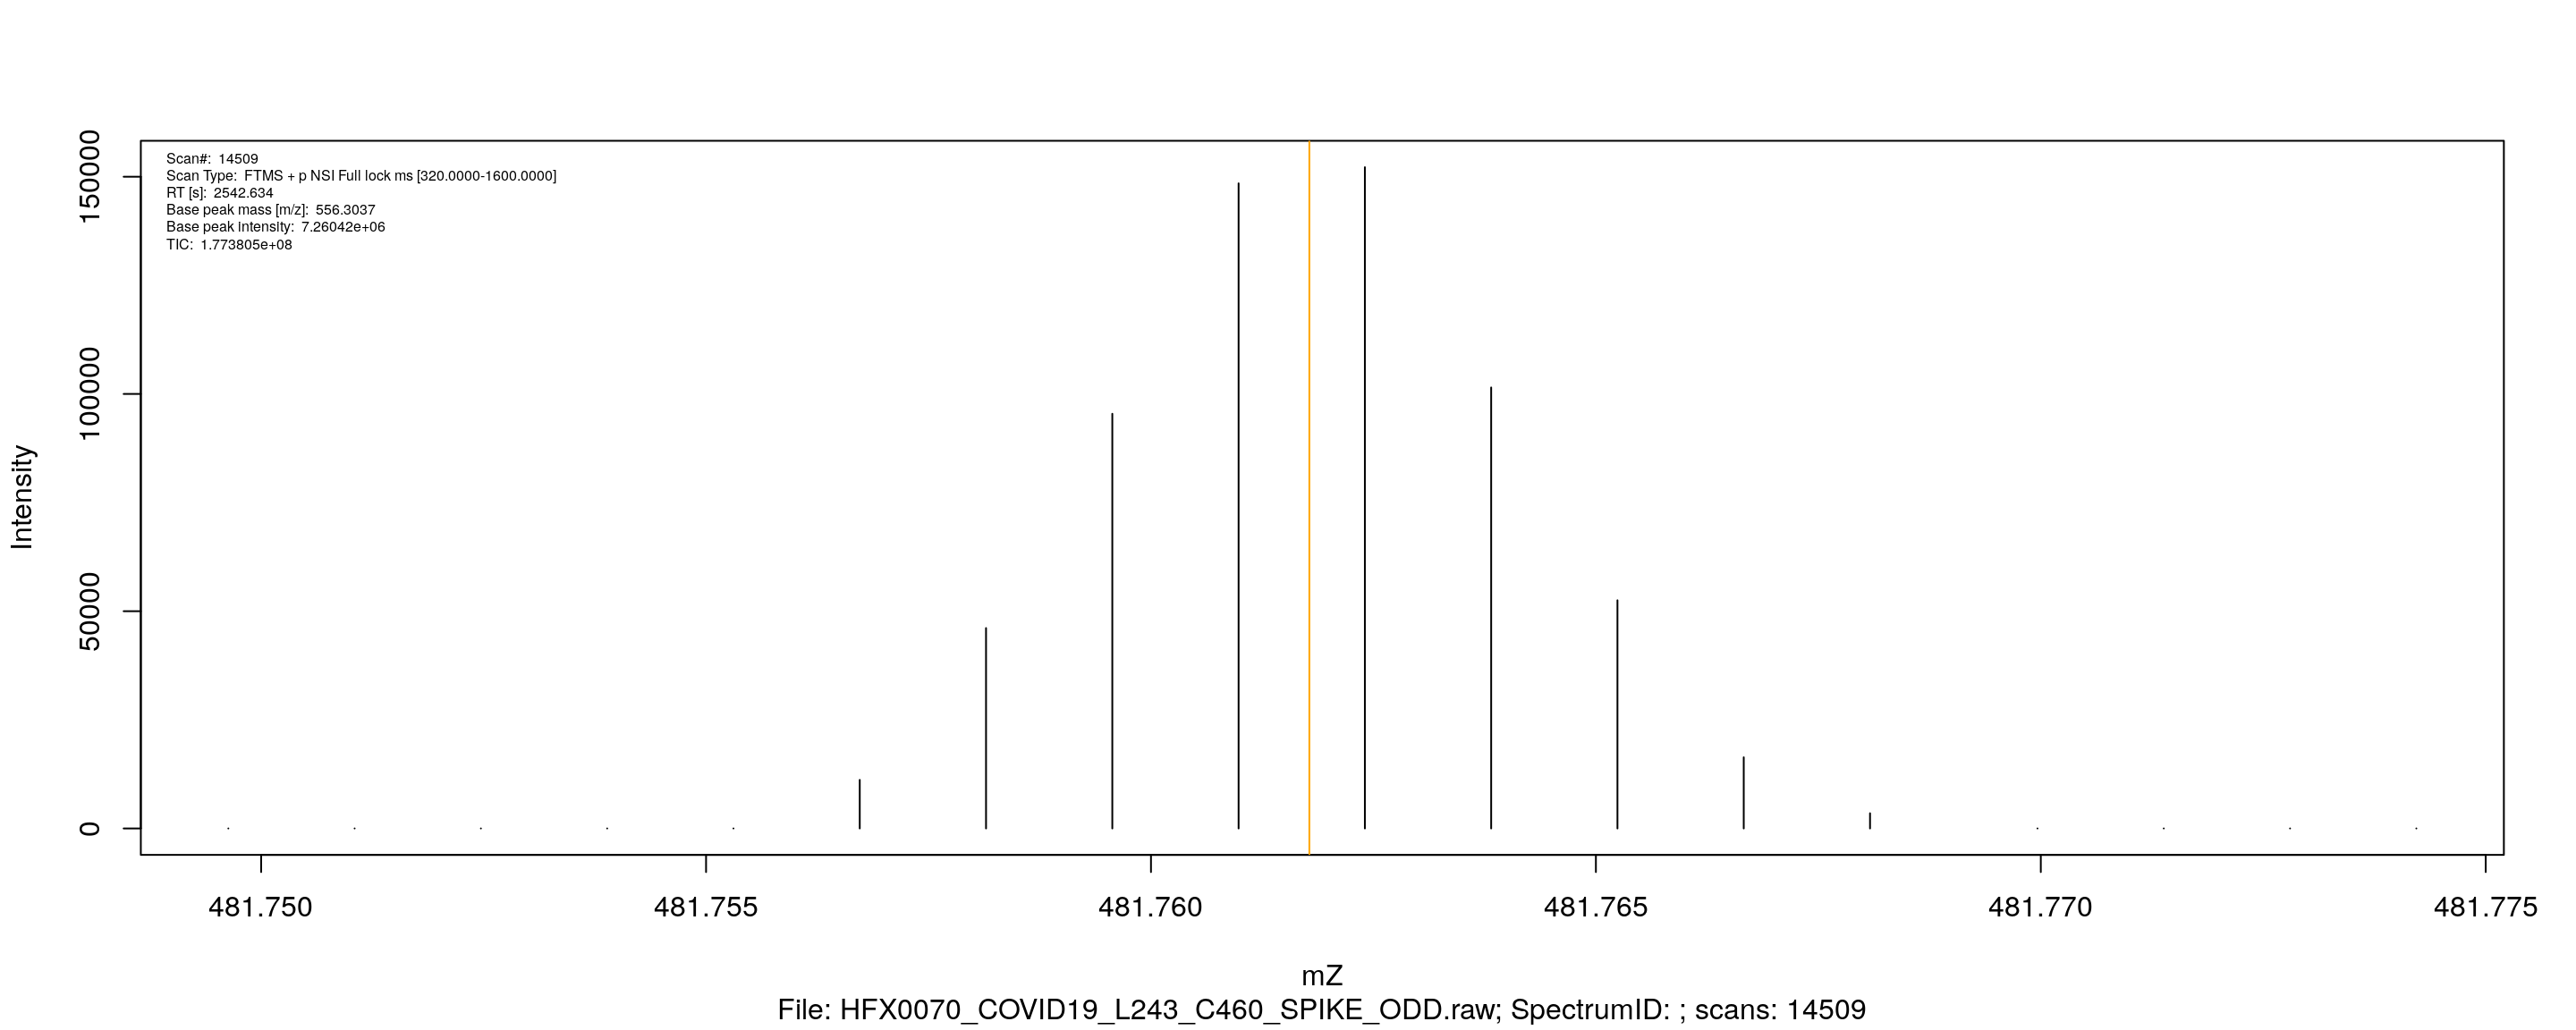 Scan#: 14509
Scan Type: FTMS + p NSI Full lock ms [320.0000-1600.0000]
RT [s]: 2542.634
Base peak mass [m/z]: 556.3037
Base peak intensity: 7.26042e+06
TIC: 1.773805e+08
Intensity
150000
100000
50000
0
481.750 481.755 481.760 481.765 481.770 481.775
mZ
File: HFX0070_COVID19_L243_C460_SPIKE_ODD.raw; SpectrumID: ; scans: 14509